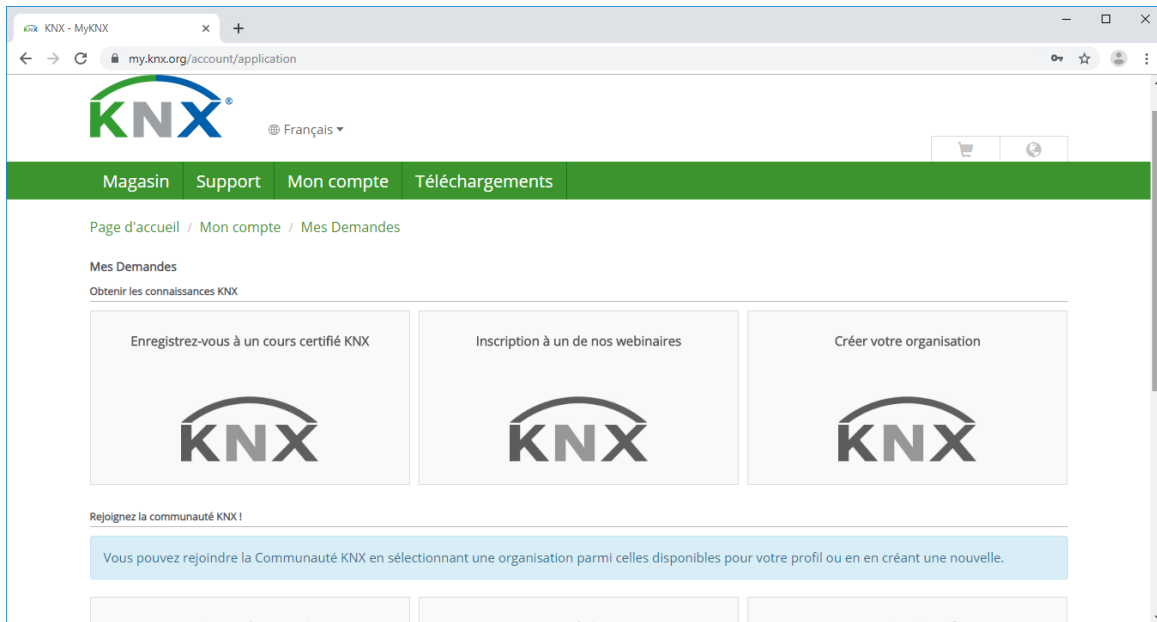 KNX - MyKNX
my.knx.org/account/application
KNX®
Français
Magasin Support Mon compte Téléchargements
Page d'accueil / Mon compte / Mes Demandes
Mes Demandes
Obtenir les connaissances KNX
Enregistrez-vous à un cours certifié KNX
Inscription à un de nos webinaires
Créer votre organisation
KNX
KNX
KNX
Rejoignez la communauté KNX !
Vous pouvez rejoindre la Communauté KNX en sélectionnant une organisation parmi celles disponibles pour votre profil ou en en créant une nouvelle.